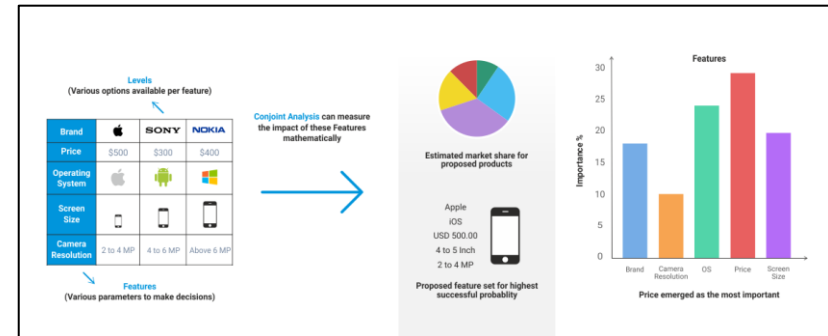 Levels
(Various options available per feature)
Brand SONY NOKIA
Price $500 $300 $400
Operating
System
Screen
Size
Camera
Resolution 2 to 4 MP 4 to 6 MP Above 6 MP
Features
(Various parameters to make decisions)
Conjoint Analysis can measure
the impact of these Features
mathematically
Estimated market share for
proposed products
Apple
iOS
USD 500.00
4 to 5 Inch
2 to 4 MP
Proposed feature set for highest
successful probablity
Features
Importance %
30
25
20
15
10
5
0
Brand Camera Resolution OS Price Screen Size
Price emerged as the most important